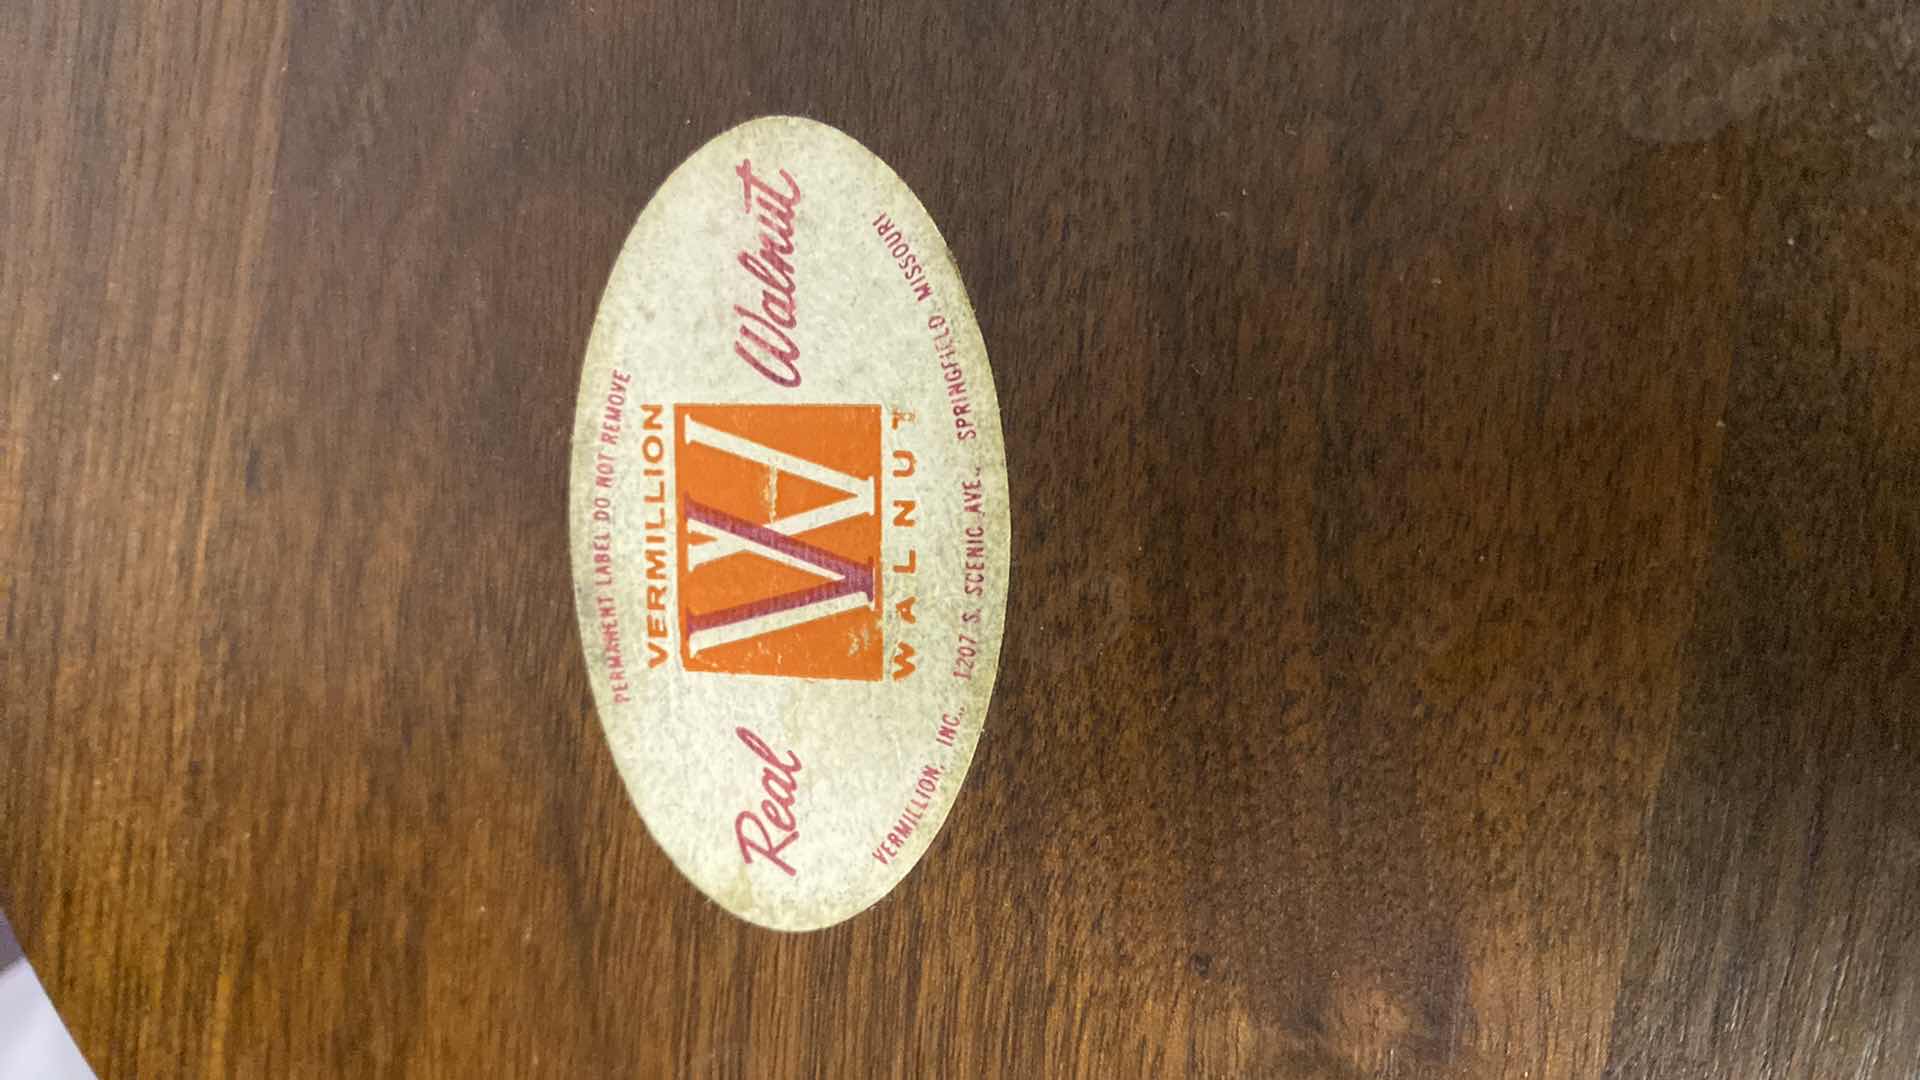 PERMANENT LABEL DO NOT REMOVE
VERMILLION
Real VW Walnut
WALNUT
VERMILLION, INC., 1207 S. SCENIC AVE., SPRINGFIELD, MISSOURI